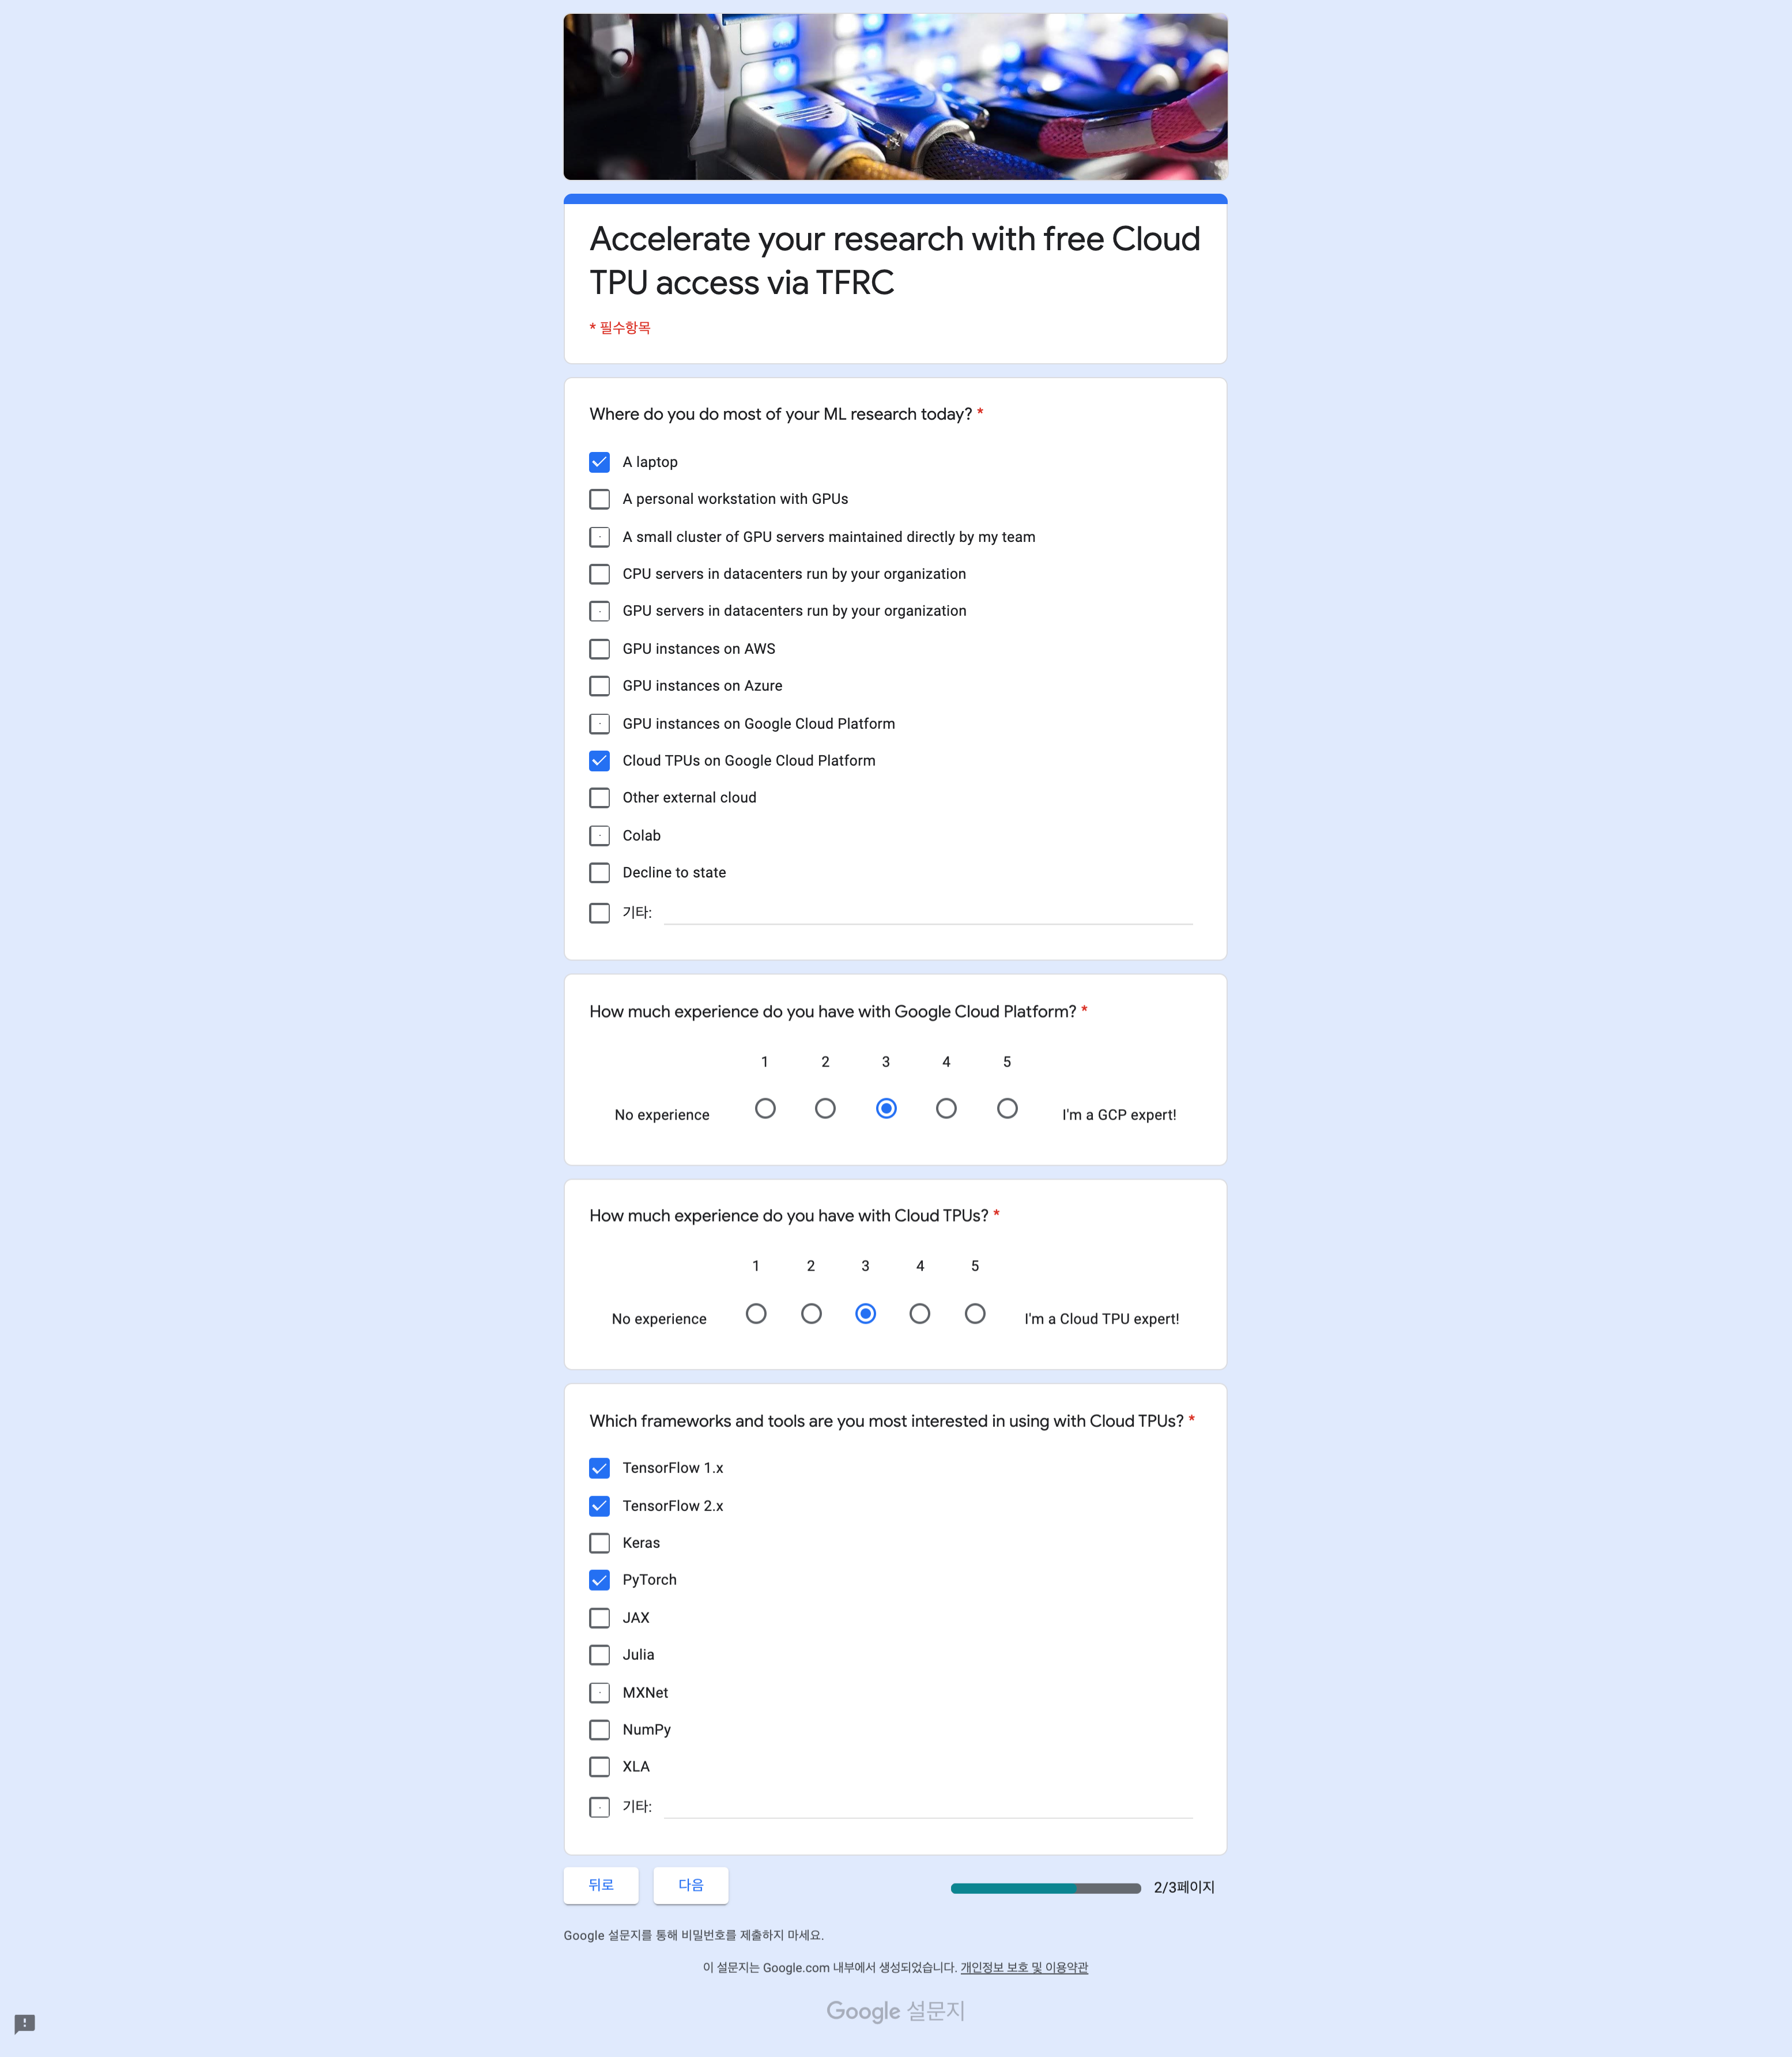 Accelerate your research with free Cloud
TPU access via TFRC
* 필수항목
Where do you do most of your ML research today? *
A laptop
A personal workstation with GPUs
A small cluster of GPU servers maintained directly by my team
CPU servers in datacenters run by your organization
GPU servers in datacenters run by your organization
GPU instances on AWS
GPU instances on Azure
GPU instances on Google Cloud Platform
Cloud TPUs on Google Cloud Platform
Other external cloud
Colab
Decline to state
기타:
How much experience do you have with Google Cloud Platform? *
1 2 3 4 5
No experience I'm a GCP expert!
How much experience do you have with Cloud TPUs? *
1 2 3 4 5
No experience I'm a Cloud TPU expert!
Which frameworks and tools are you most interested in using with Cloud TPUs? *
TensorFlow 1.x
TensorFlow 2.x
Keras
PyTorch
JAX
Julia
MXNet
NumPy
XLA
기타:
뒤로 다음 2/3페이지
Google 설문지를 통해 비밀번호를 제출하지 마세요.
이 설문지는 Google.com 내부에서 생성되었습니다. 개인정보 보호 및 이용약관
Google 설문지